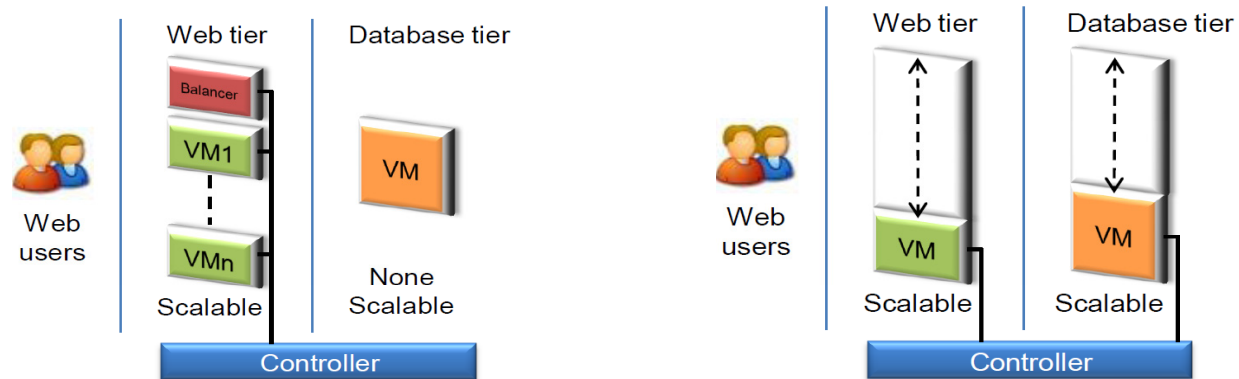 Web tier
Database tier
Balancer
VM1
VM
VMn
Web
users
Scalable
None
Scalable
Controller
Web tier
Database tier
Web
users
VM
VM
Scalable
Scalable
Controller